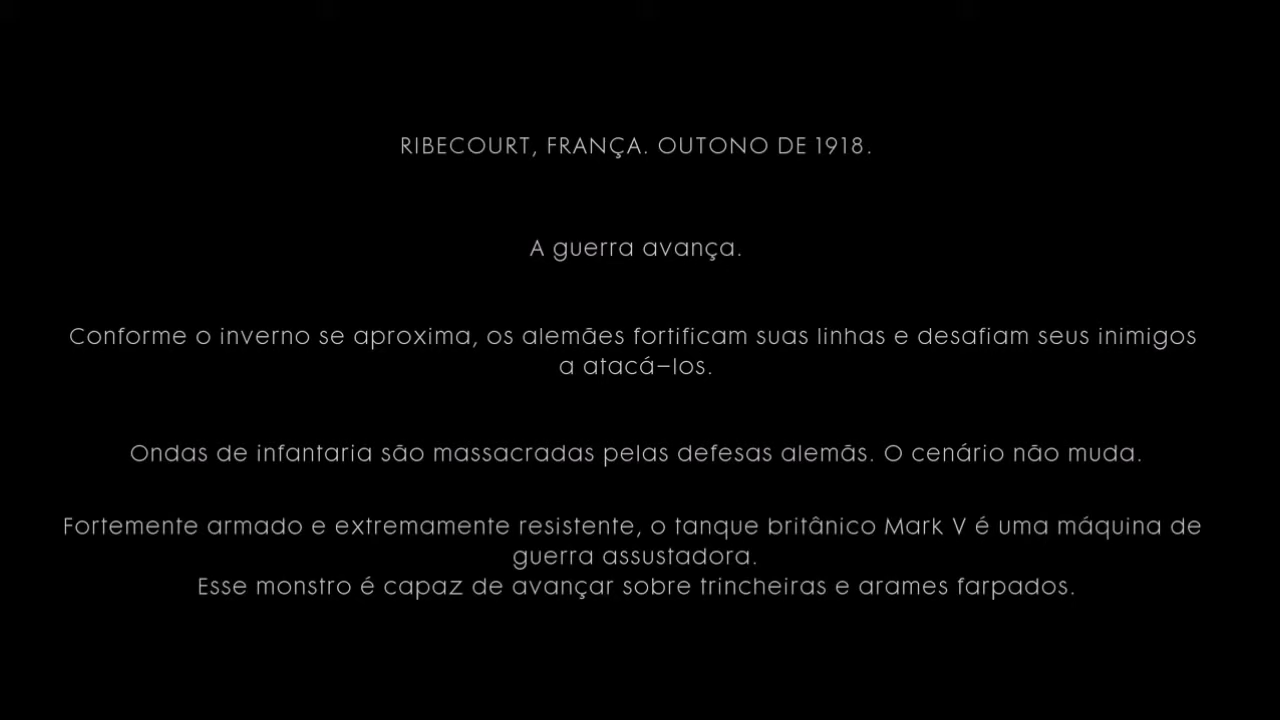 RIBECOURT, FRANÇA. OUTONO DE 1918.
A guerra avança.
Conforme o inverno se aproxima, os alemães fortificam suas linhas e desafiam seus inimigos
a atacá-los.
Ondas de infantaria são massacradas pelas defesas alemãs. O cenário não muda.
Fortemente armado e extremamente resistente, o tanque britânico Mark V é uma máquina de
guerra assustadora.
Esse monstro é capaz de avançar sobre trincheiras e arames farpados.